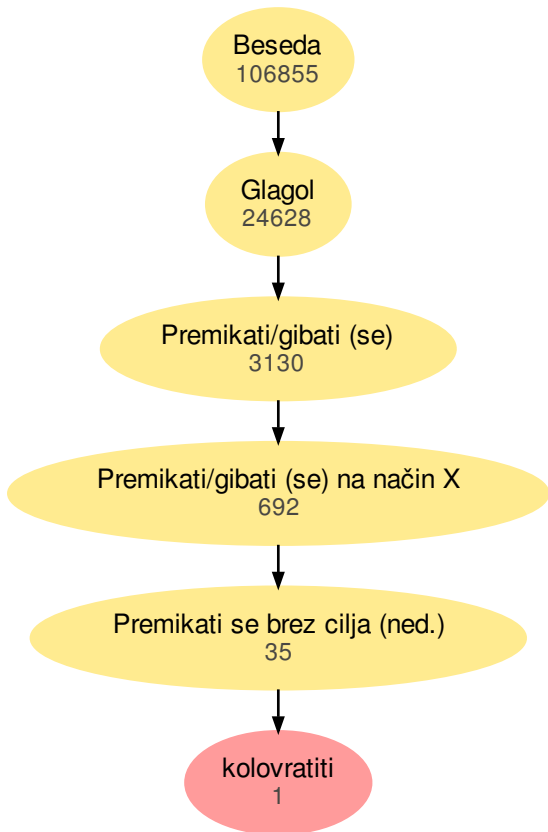 Beseda
106855
Glagol
24628
Premikati/gibati (se)
3130
Premikati/gibati (se) na način X
692
Premikati se brez cilja (ned.)
35
kolovratiti
1